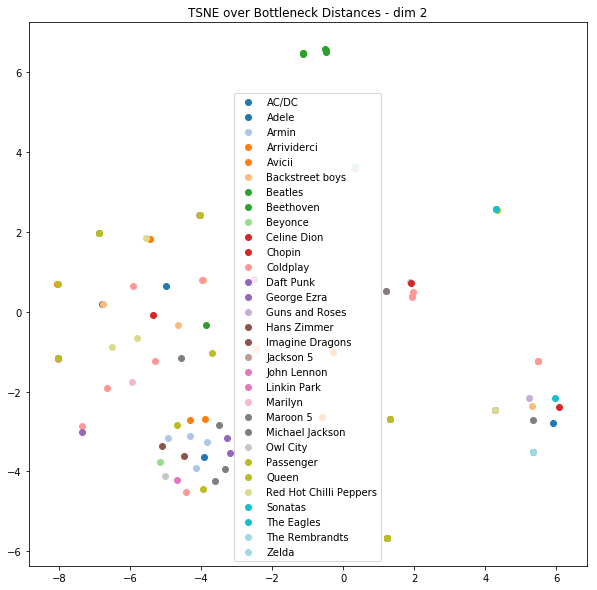 TSNE over Bottleneck Distances - dim 2
6
4
2
0
−2
−4
−6
AC/DC
Adele
Armin
Arrividerci
Avicii
Backstreet boys
Beatles
Beethoven
Beyonce
Celine Dion
Chopin
Coldplay
Daft Punk
George Ezra
Guns and Roses
Hans Zimmer
Imagine Dragons
Jackson 5
John Lennon
Linkin Park
Marilyn
Maroon 5
Michael Jackson
Owl City
Passenger
Queen
Red Hot Chilli Peppers
Sonatas
The Eagles
The Rembrandts
Zelda
−8 −6 −4 −2 0 2 4 6